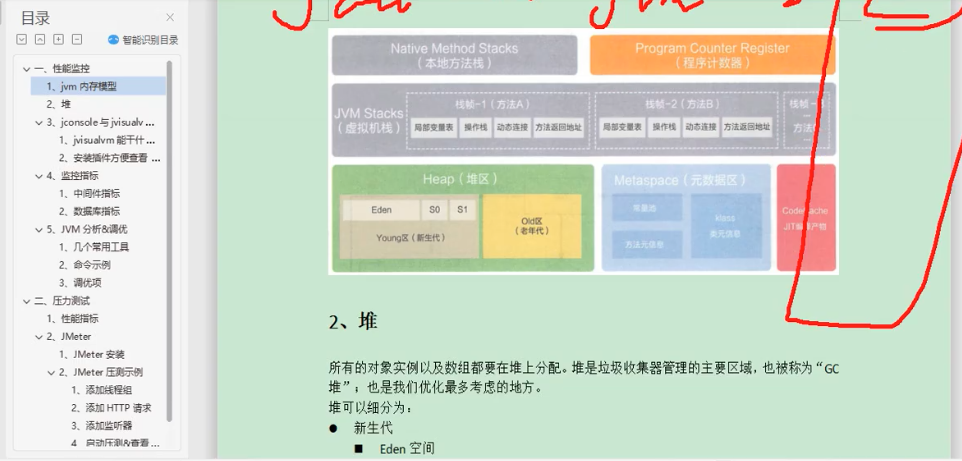 目录
智能识别目录
一、性能监控
1、jvm 内存模型
2、堆
3、jconsole 与 jvisualv ...
1、jvisualvm 能干什 ...
2、安装插件方便查看 ...
4、监控指标
1、中间件指标
2、数据库指标
5、JVM 分析&调优
1、几个常用工具
2、命令示例
3、调优项
二、压力测试
1、性能指标
2、JMeter
1、JMeter 安装
2、JMeter 压测示例
1、添加线程组
2、添加 HTTP 请求
3、添加监听器
4、启动压测&查看 ...
Native Method Stacks
（本地方法栈）
Program Counter Register
（程序计数器）
JVM Stacks
（虚拟机栈）
栈帧-1（方法A）
局部变量表 操作栈 动态连接 方法返回地址
栈帧-2（方法B）
局部变量表 操作栈 动态连接 方法返回地址
Heap（堆区）
Eden S0 S1
Young区（新生代）
Old区
（老年代）
Metaspace（元数据区）
常量池
方法元信息
klass
类元信息
2、堆
所有的对象实例以及数组都要在堆上分配。堆是垃圾收集器管理的主要区域，也被称为“GC
堆”；也是我们优化最多考虑的地方。
堆可以细分为：
● 新生代
■ Eden 空间